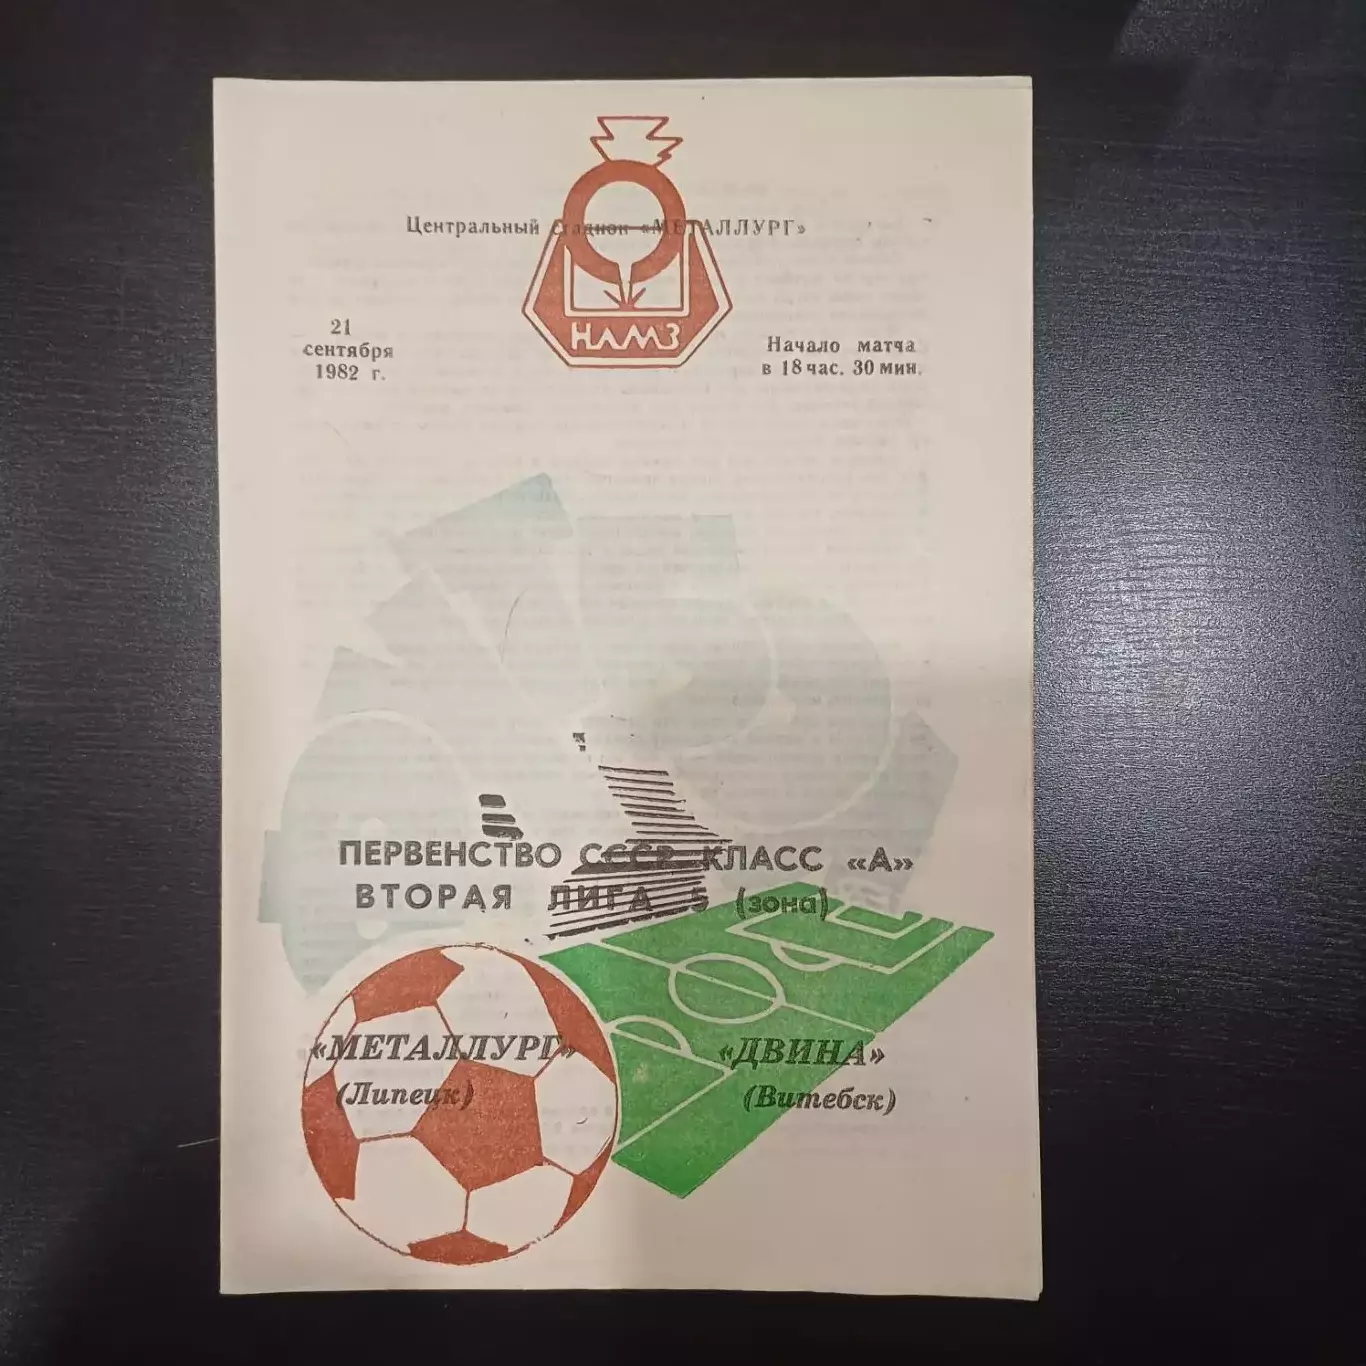 Центральный Стадион «МЕТАЛЛУРГ»
НЛМЗ
21
сентября
1982 г.
Начало матча
в 18 час. 30 мин.
ПЕРВЕНСТВО СССР КЛАСС «А»
ВТОРАЯ ЛИГА 5 (зона)
«МЕТАЛЛУРГ»
(Липецк)
«ДВИНА»
(Витебск)